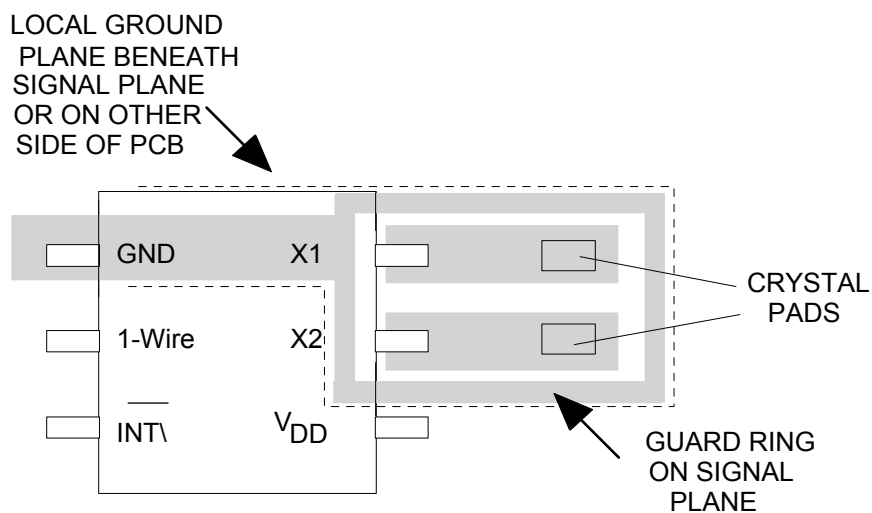 LOCAL GROUND
PLANE BENEATH
SIGNAL PLANE
OR ON OTHER
SIDE OF PCB
GND X1
1-Wire X2
INT\ VDD
CRYSTAL
PADS
GUARD RING
ON SIGNAL
PLANE